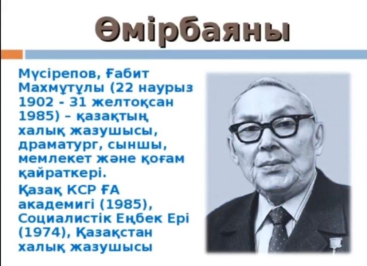 Өмірбаяны
Мүсірепов, Ғабит
Махмұтұлы (22 наурыз
1902 - 31 желтоқсан
1985) – қазақтың
халық жазушысы,
драматург, сыншы,
мемлекет және қоғам
қайраткері.
Қазақ КСР ҒА
академигі (1985),
Социалистік Еңбек Ері
(1974), Қазақстан
халық жазушысы